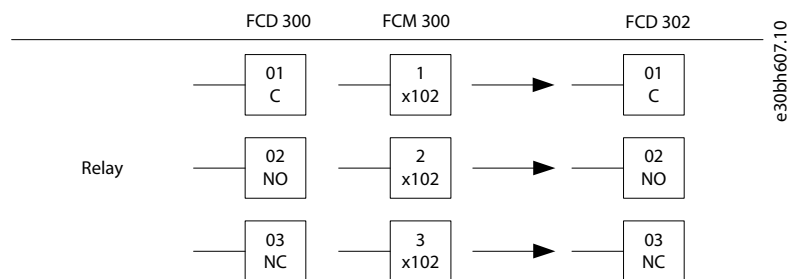 FCD 300 FCM 300 FCD 302
01 1 01
C x102 C
Relay
02 2 02
NO x102 NO
03 3 03
NC x102 NC
e30bh607.10